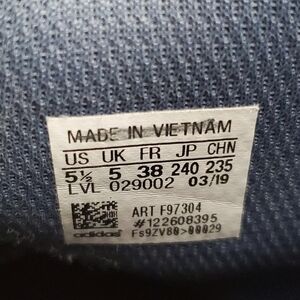 MADE IN VIETNAM
US UK FR JP CHN
5½ 5 38 240 235
LVL 029002 03/19
ART F97304
#122608395
adidas Fs9ZV80>00029